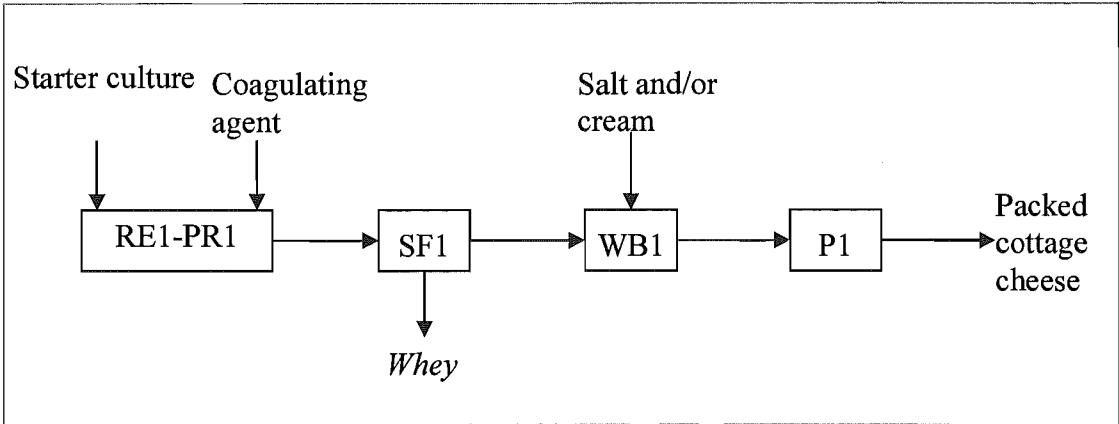 Starter culture
Coagulating
agent
Salt and/or
cream
RE1-PR1
SF1
WB1
P1
Packed
cottage
cheese
Whey